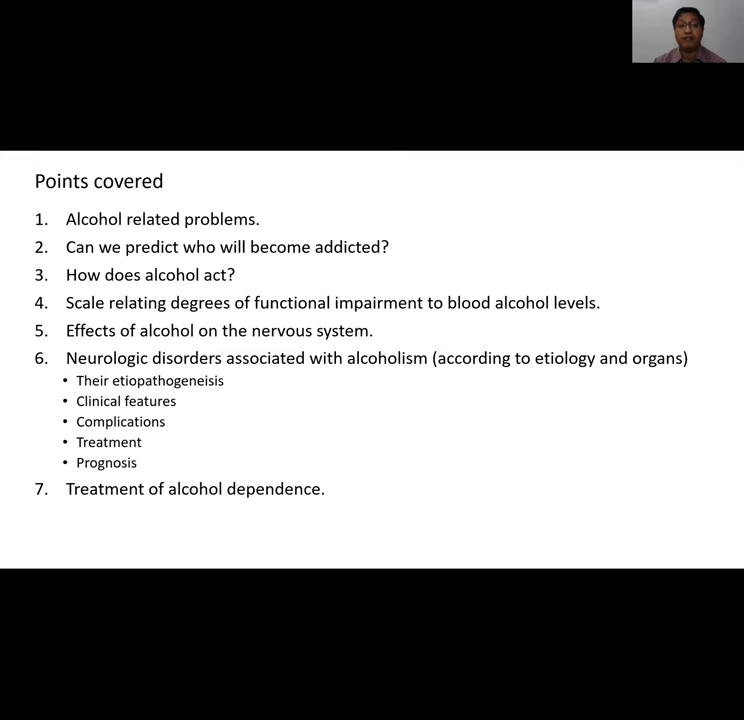 Points covered
1. Alcohol related problems.
2. Can we predict who will become addicted?
3. How does alcohol act?
4. Scale relating degrees of functional impairment to blood alcohol levels.
5. Effects of alcohol on the nervous system.
6. Neurologic disorders associated with alcoholism (according to etiology and organs)
• Their etiopathogeneisis
• Clinical features
• Complications
• Treatment
• Prognosis
7. Treatment of alcohol dependence.